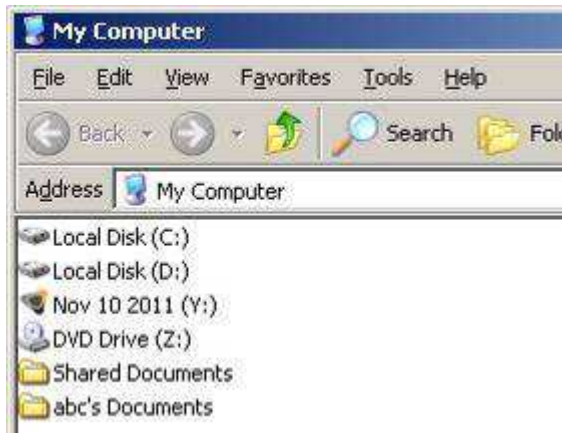 My Computer
File Edit View Favorites Tools Help
Back Search Fol
Address My Computer
Local Disk (C:)
Local Disk (D:)
Nov 10 2011 (Y:)
DVD Drive (Z:)
Shared Documents
abc's Documents